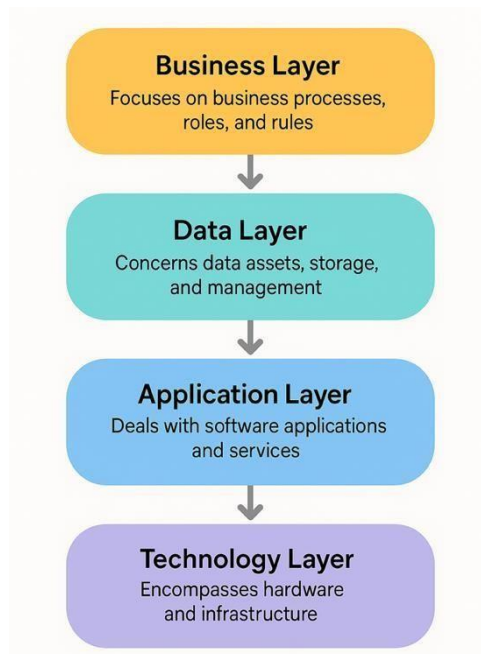 Business Layer
Focuses on business processes,
roles, and rules
Data Layer
Concerns data assets, storage,
and management
Application Layer
Deals with software applications
and services
Technology Layer
Encompasses hardware
and infrastructure